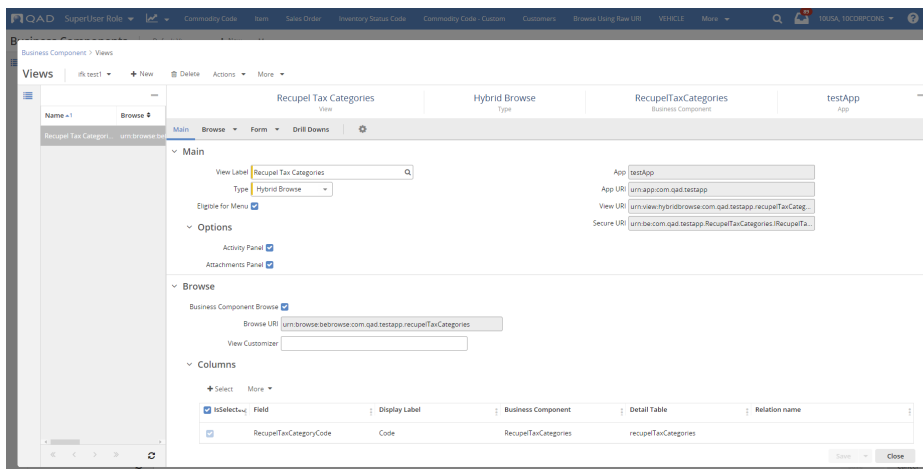 QAD SuperUser Role Commodity Code Item Sales Order Inventory Status Code Commodity Code - Custom Customers Browse Using Raw URI VEHICLE More 10USA, 10CORPCONS
Business Component > Views
Views ifk test1 + New Delete Actions More
Recupel Tax Categories Hybrid Browse RecupelTaxCategories testApp
View Type Business Component App
Name Browse
Recupel Tax Categori... urn:browse:be
Main Browse Form Drill Downs
Main
View Label Recupel Tax Categories App testApp
Type Hybrid Browse App URI urn:app:com.qad.testapp
Eligible for Menu View URI urn:view:hybridbrowse:com.qad.testapp.recupelTaxCateg...
Options Secure URI urn:be:com.qad.testapp.RecupelTaxCategories.IRecupelTa...
Activity Panel
Attachments Panel
Browse
Business Component Browse
Browse URI urn:browse:bebrowse:com.qad.testapp.recupelTaxCategories
View Customizer
Columns
+ Select More
Field Display Label Business Component Detail Table Relation name
RecupelTaxCategoryCode Code RecupelTaxCategories recupelTaxCategories
Save Close